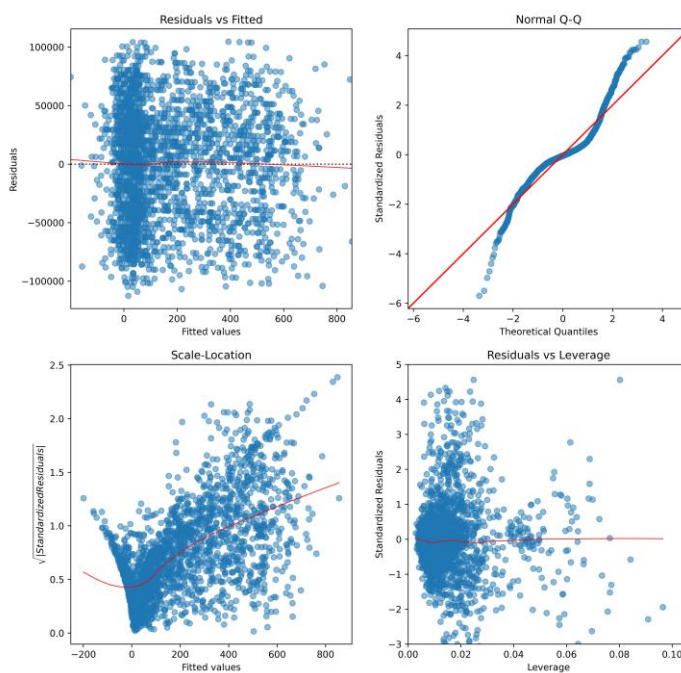 Residuals vs Fitted
100000
50000
0
−50000
−100000
Residuals
0 200 400 600 800
Fitted values
Normal Q-Q
4
2
0
−2
−4
−6
Standardized Residuals
−6 −4 −2 0 2 4
Theoretical Quantiles
Scale-Location
2.5
2.0
1.5
1.0
0.5
0.0
√|StandardizedResiduals|
−200 0 200 400 600 800
Fitted values
Residuals vs Leverage
5
4
3
2
1
0
−1
−2
−3
Standardized Residuals
0.00 0.02 0.04 0.06 0.08 0.10
Leverage